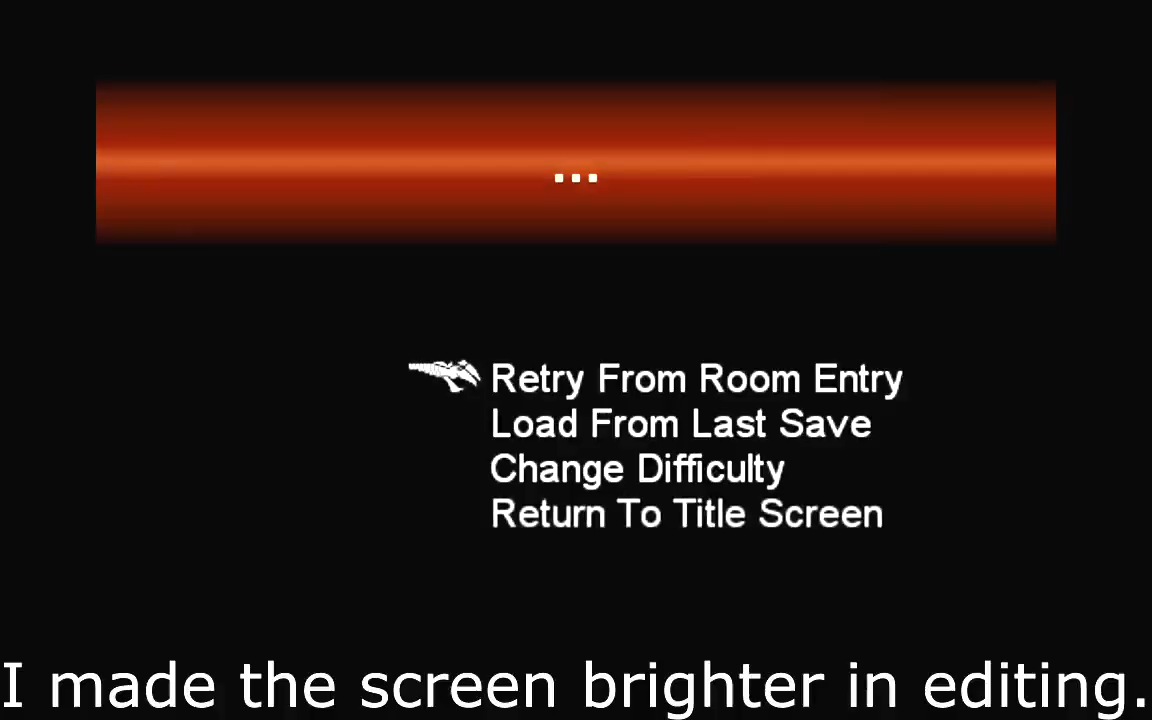 ...
Retry From Room Entry
Load From Last Save
Change Difficulty
Return To Title Screen
I made the screen brighter in editing.